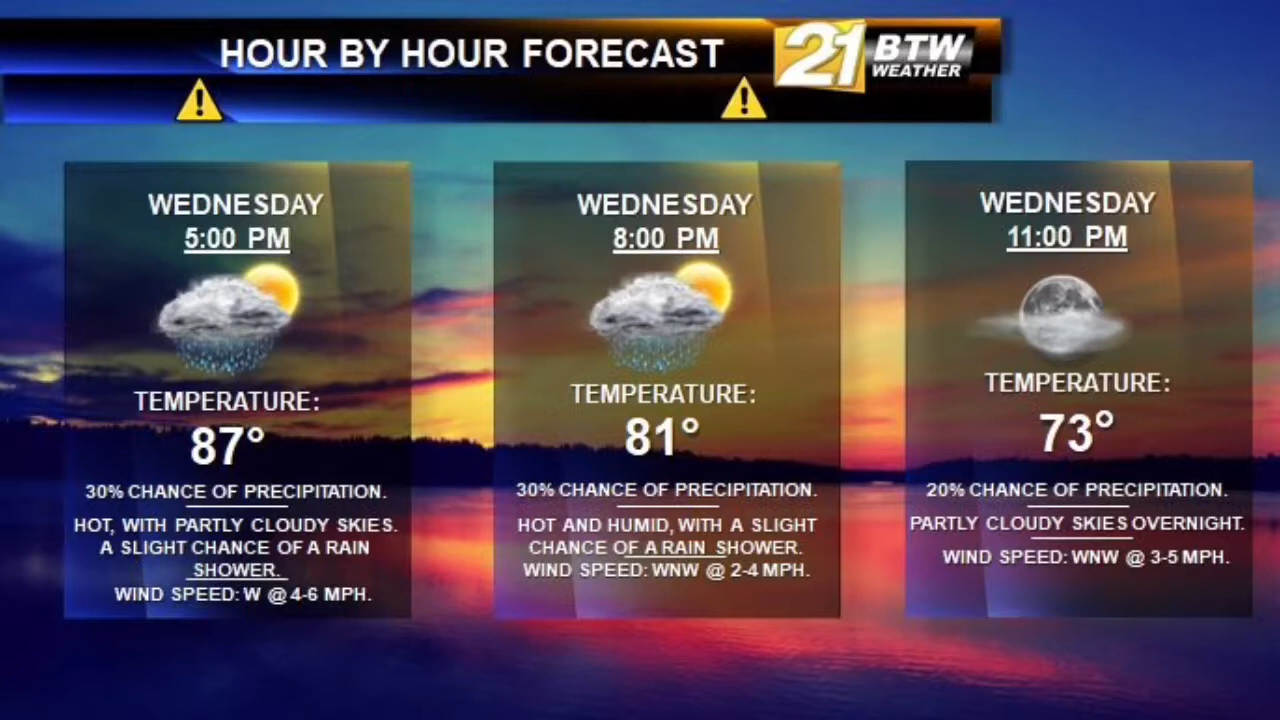 HOUR BY HOUR FORECAST
21 BTW
WEATHER
WEDNESDAY
5:00 PM
TEMPERATURE:
87°
30% CHANCE OF PRECIPITATION.
HOT, WITH PARTLY CLOUDY SKIES.
A SLIGHT CHANCE OF A RAIN
SHOWER.
WIND SPEED: W @ 4-6 MPH.
WEDNESDAY
8:00 PM
TEMPERATURE:
81°
30% CHANCE OF PRECIPITATION.
HOT AND HUMID, WITH A SLIGHT
CHANCE OF A RAIN SHOWER.
WIND SPEED: WNW @ 2-4 MPH.
WEDNESDAY
11:00 PM
TEMPERATURE:
73°
20% CHANCE OF PRECIPITATION.
PARTLY CLOUDY SKIES OVERNIGHT.
WIND SPEED: WNW @ 3-5 MPH.